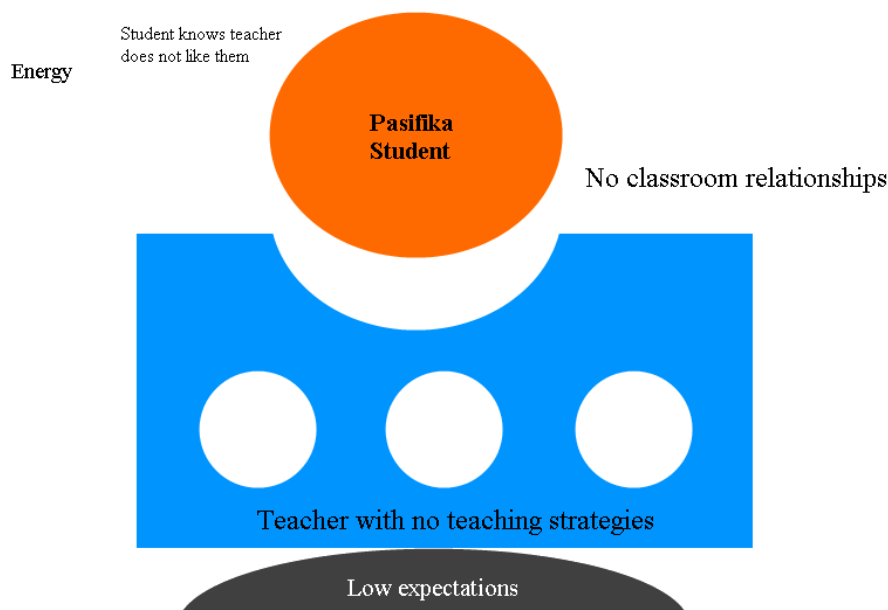 Student knows teacher
does not like them
Energy
Pasifika
Student
No classroom relationships
Teacher with no teaching strategies
Low expectations